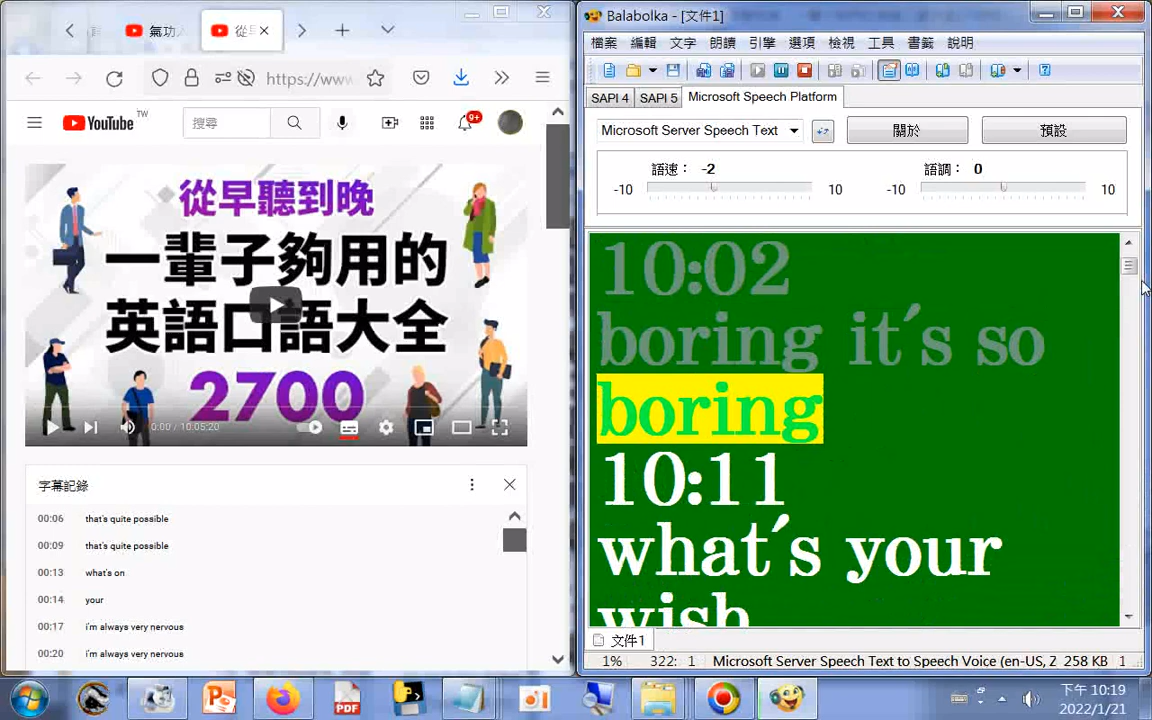 氣功
從
https://www
YouTube TW
搜尋
9+
從早聽到晚
一輩子夠用的
英語口語大全
2700
0:00 / 10:05:20
字幕記錄
00:06 that's quite possible
00:09 that's quite possible
00:13 what's on
00:14 your
00:17 i'm always very nervous
00:20 i'm always very nervous
Balabolka - [文件1]
檔案 編輯 文字 朗讀 引擎 選項 檢視 工具 書籤 說明
SAPI 4 SAPI 5 Microsoft Speech Platform
Microsoft Server Speech Text 關於 預設
語速： -2 語調： 0
-10 10 -10 10
10:02
boring it's so
boring
10:11
what's your
wish
文件1
1% 322: 1 Microsoft Server Speech Text to Speech Voice (en-US, Z 258 KB 1
PDF
下午 10:19
2022/1/21